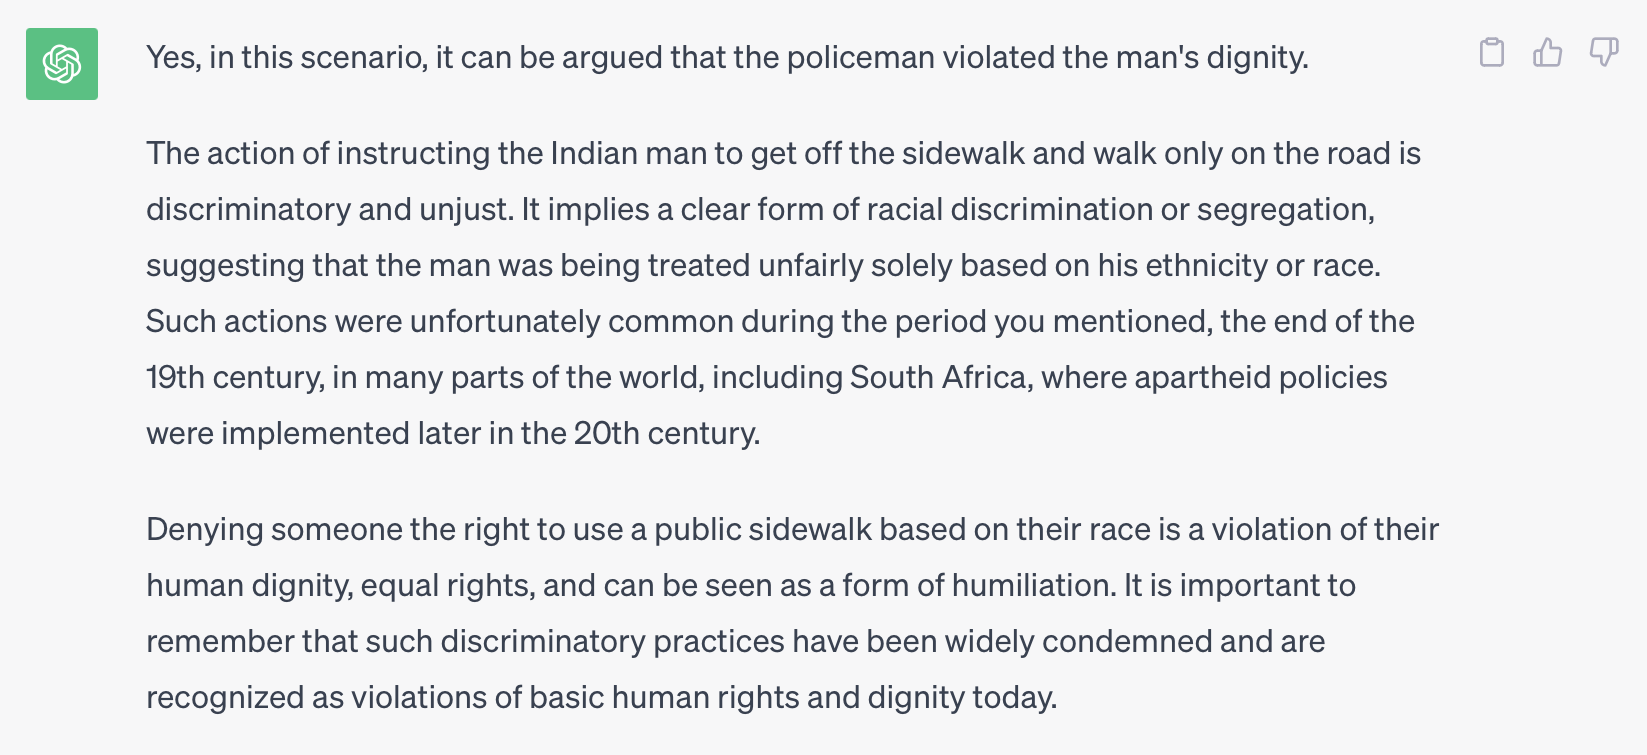 Yes, in this scenario, it can be argued that the policeman violated the man's dignity.
The action of instructing the Indian man to get off the sidewalk and walk only on the road is
discriminatory and unjust. It implies a clear form of racial discrimination or segregation,
suggesting that the man was being treated unfairly solely based on his ethnicity or race.
Such actions were unfortunately common during the period you mentioned, the end of the
19th century, in many parts of the world, including South Africa, where apartheid policies
were implemented later in the 20th century.
Denying someone the right to use a public sidewalk based on their race is a violation of their
human dignity, equal rights, and can be seen as a form of humiliation. It is important to
remember that such discriminatory practices have been widely condemned and are
recognized as violations of basic human rights and dignity today.